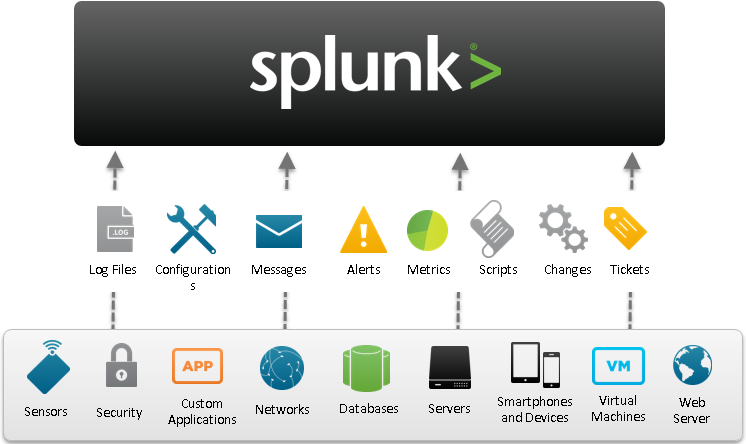 splunk>®
.LOG
Log Files
Configuration
s
Messages
Alerts
Metrics
Scripts
Changes
Tickets
Sensors
Security
APP
Custom
Applications
Networks
Databases
Servers
Smartphones
and Devices
VM
Virtual
Machines
Web
Server